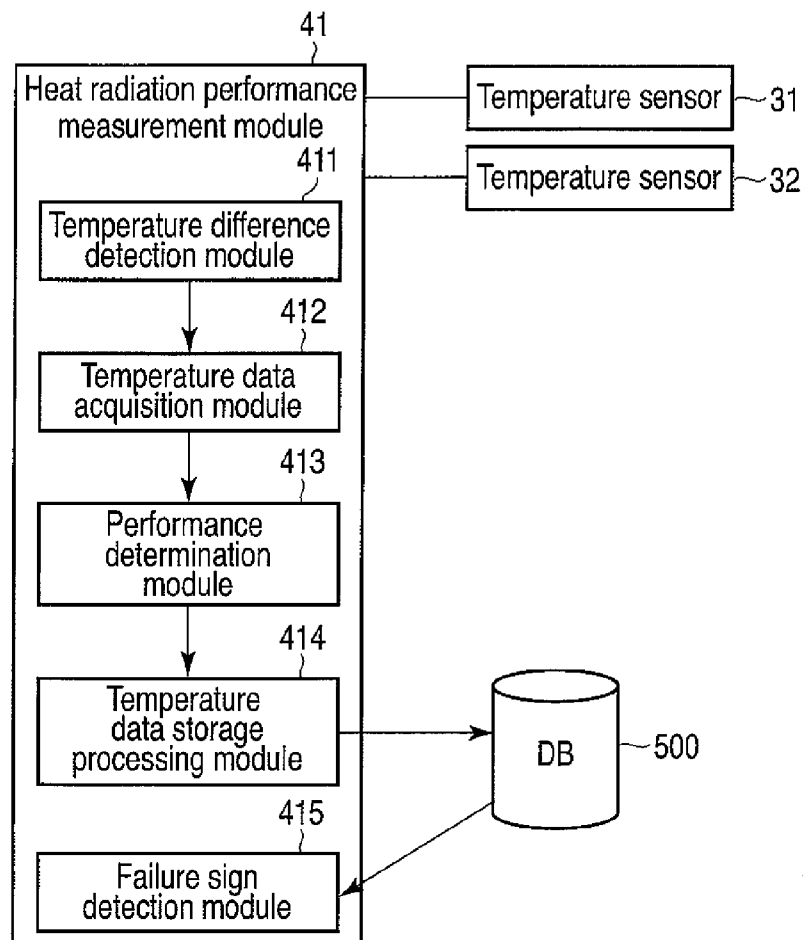 41
Heat radiation performance
measurement module
Temperature sensor
31
Temperature sensor
32
411
Temperature difference
detection module
412
Temperature data
acquisition module
413
Performance
determination
module
414
Temperature
data storage
processing module
DB
500
415
Failure sign
detection module